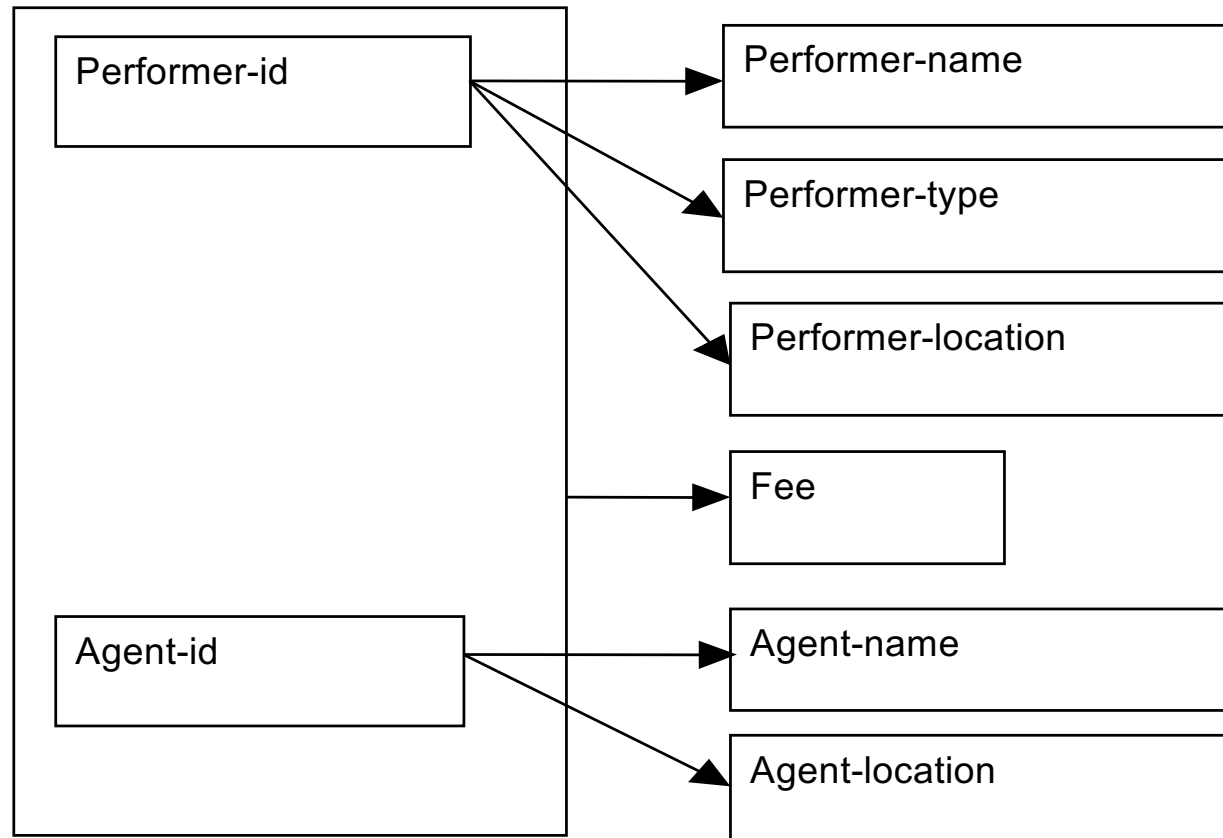 Performer-id
Performer-name
Performer-type
Performer-location
Fee
Agent-id
Agent-name
Agent-location